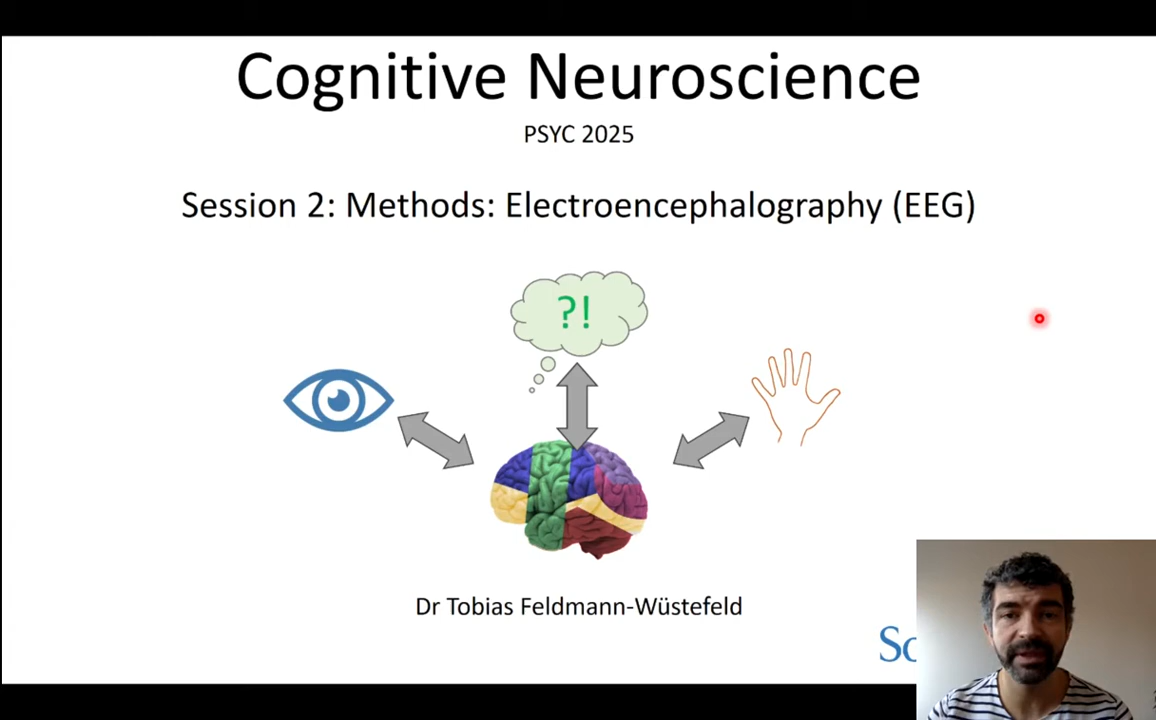 Cognitive Neuroscience
PSYC 2025
Session 2: Methods: Electroencephalography (EEG)
?!
Dr Tobias Feldmann-Wüstefeld